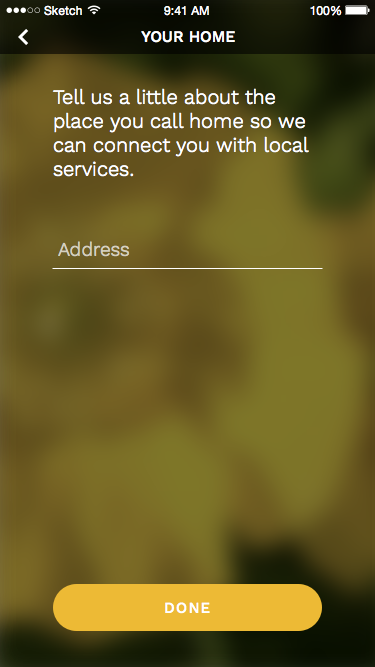 Sketch 9:41 AM 100%
YOUR HOME
Tell us a little about the
place you call home so we
can connect you with local
services.
Address
DONE